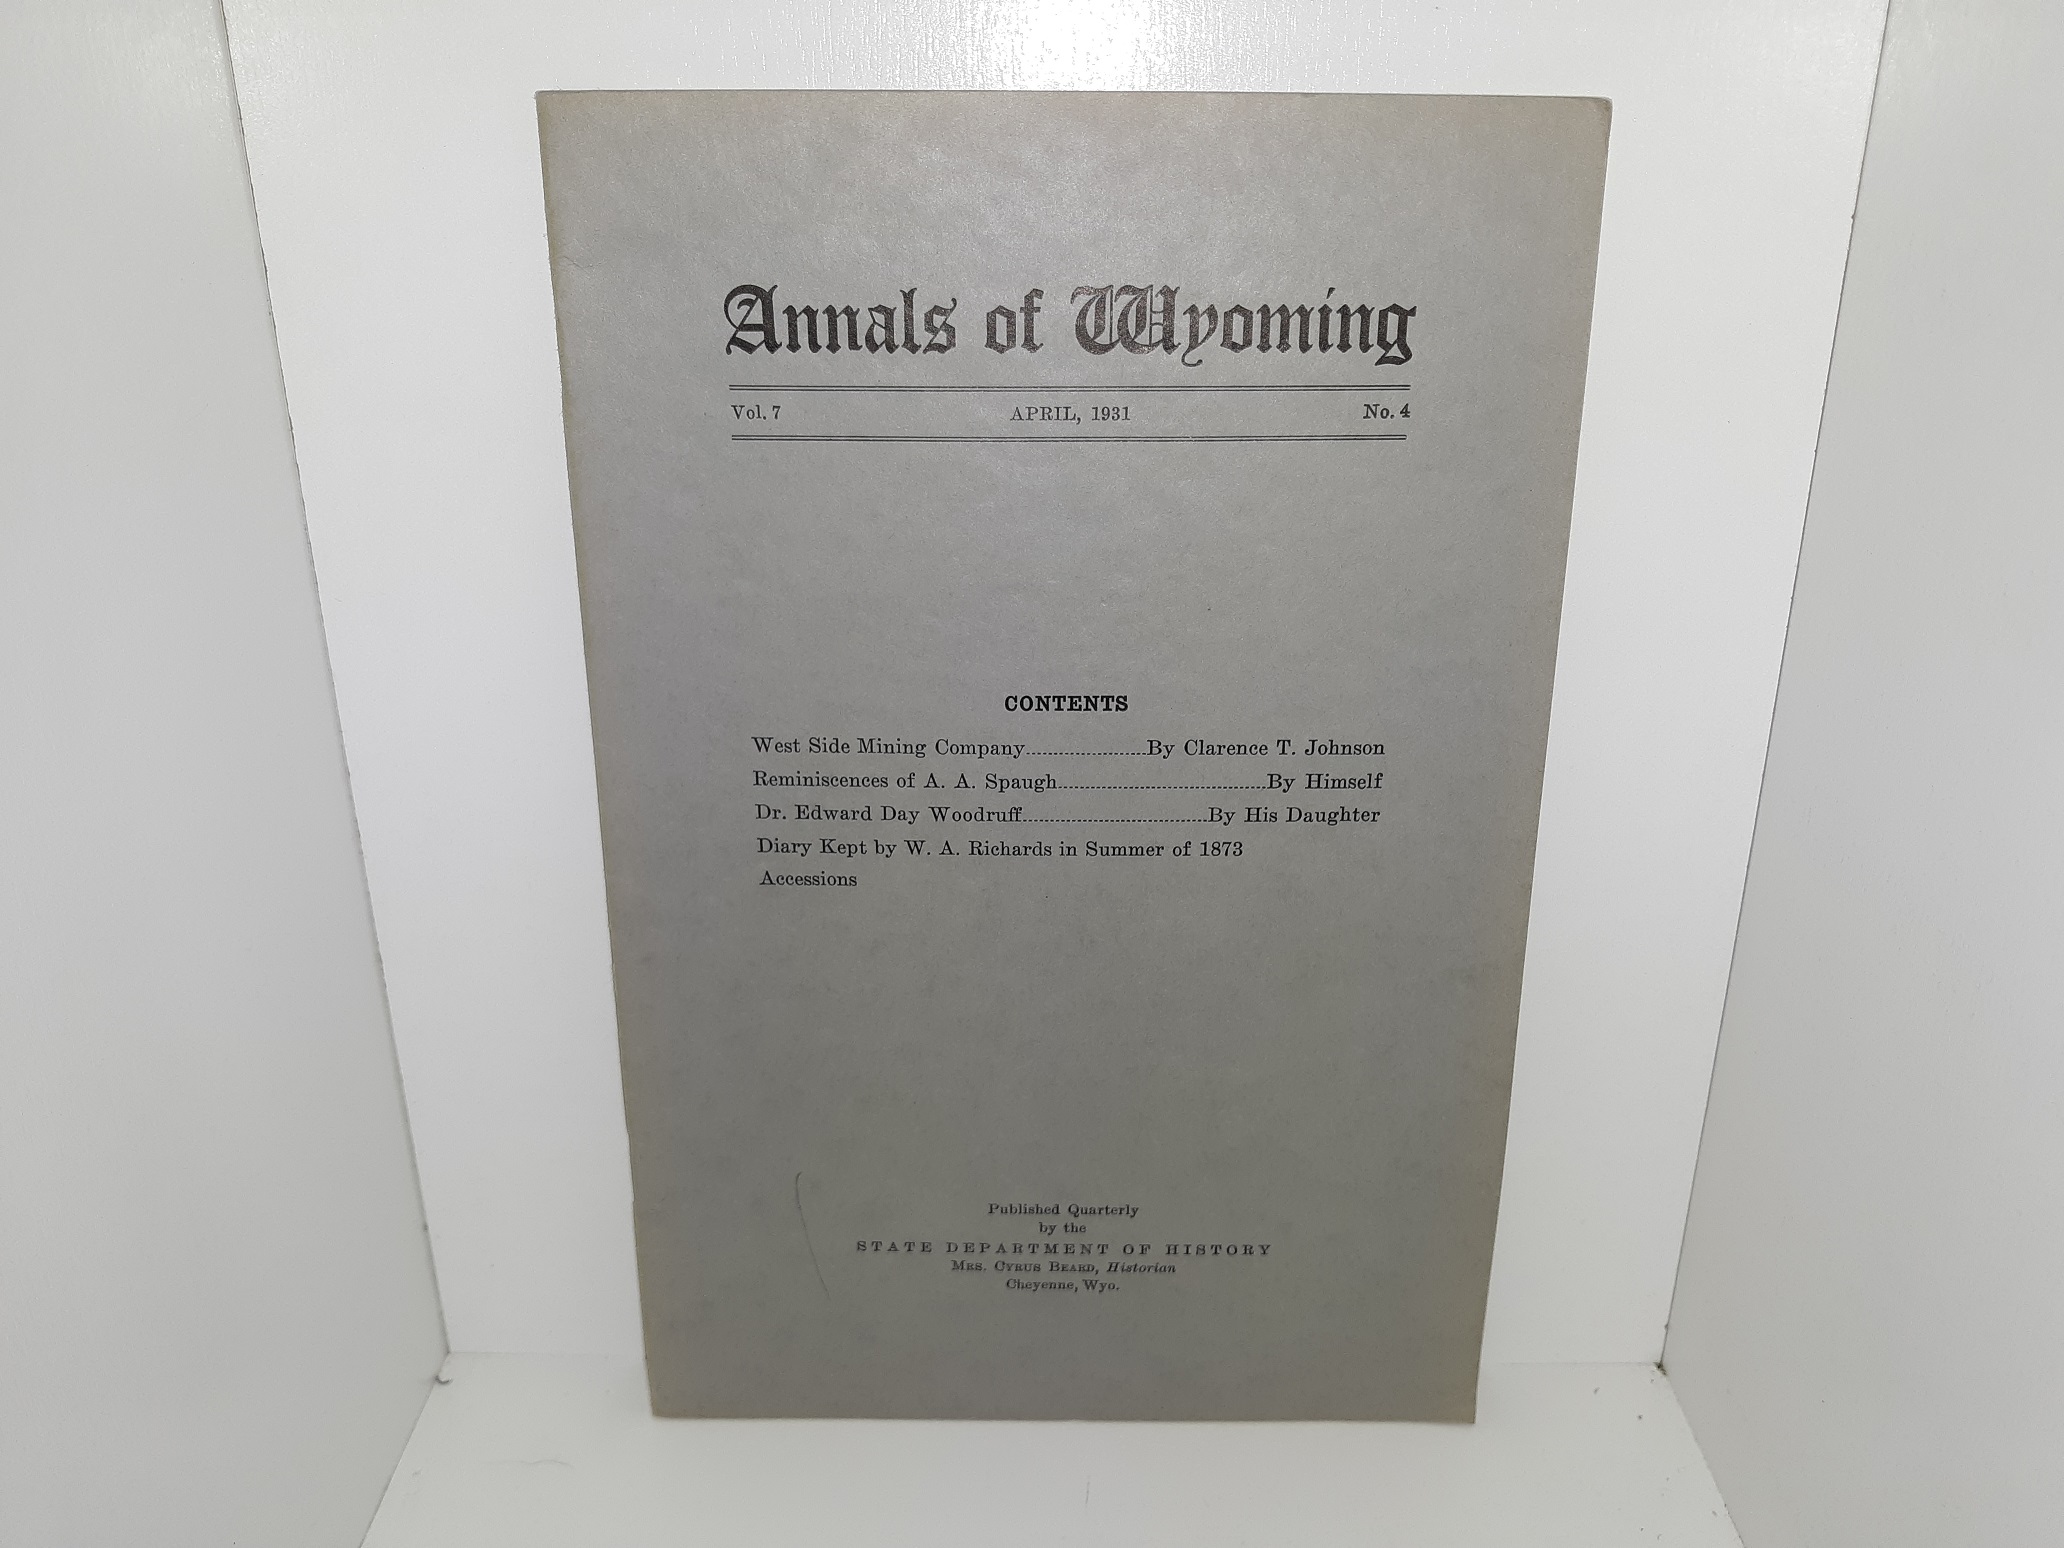 Annals of Wyoming
Vol. 7 APRIL, 1931 No. 4
CONTENTS
West Side Mining Company......................By Clarence T. Johnson
Reminiscences of A. A. Spaugh......................................By Himself
Dr. Edward Day Woodruff..................................By His Daughter
Diary Kept by W. A. Richards in Summer of 1873
Accessions
Published Quarterly
by the
STATE DEPARTMENT OF HISTORY
MRS. CYRUS BEARD, Historian
Cheyenne, Wyo.